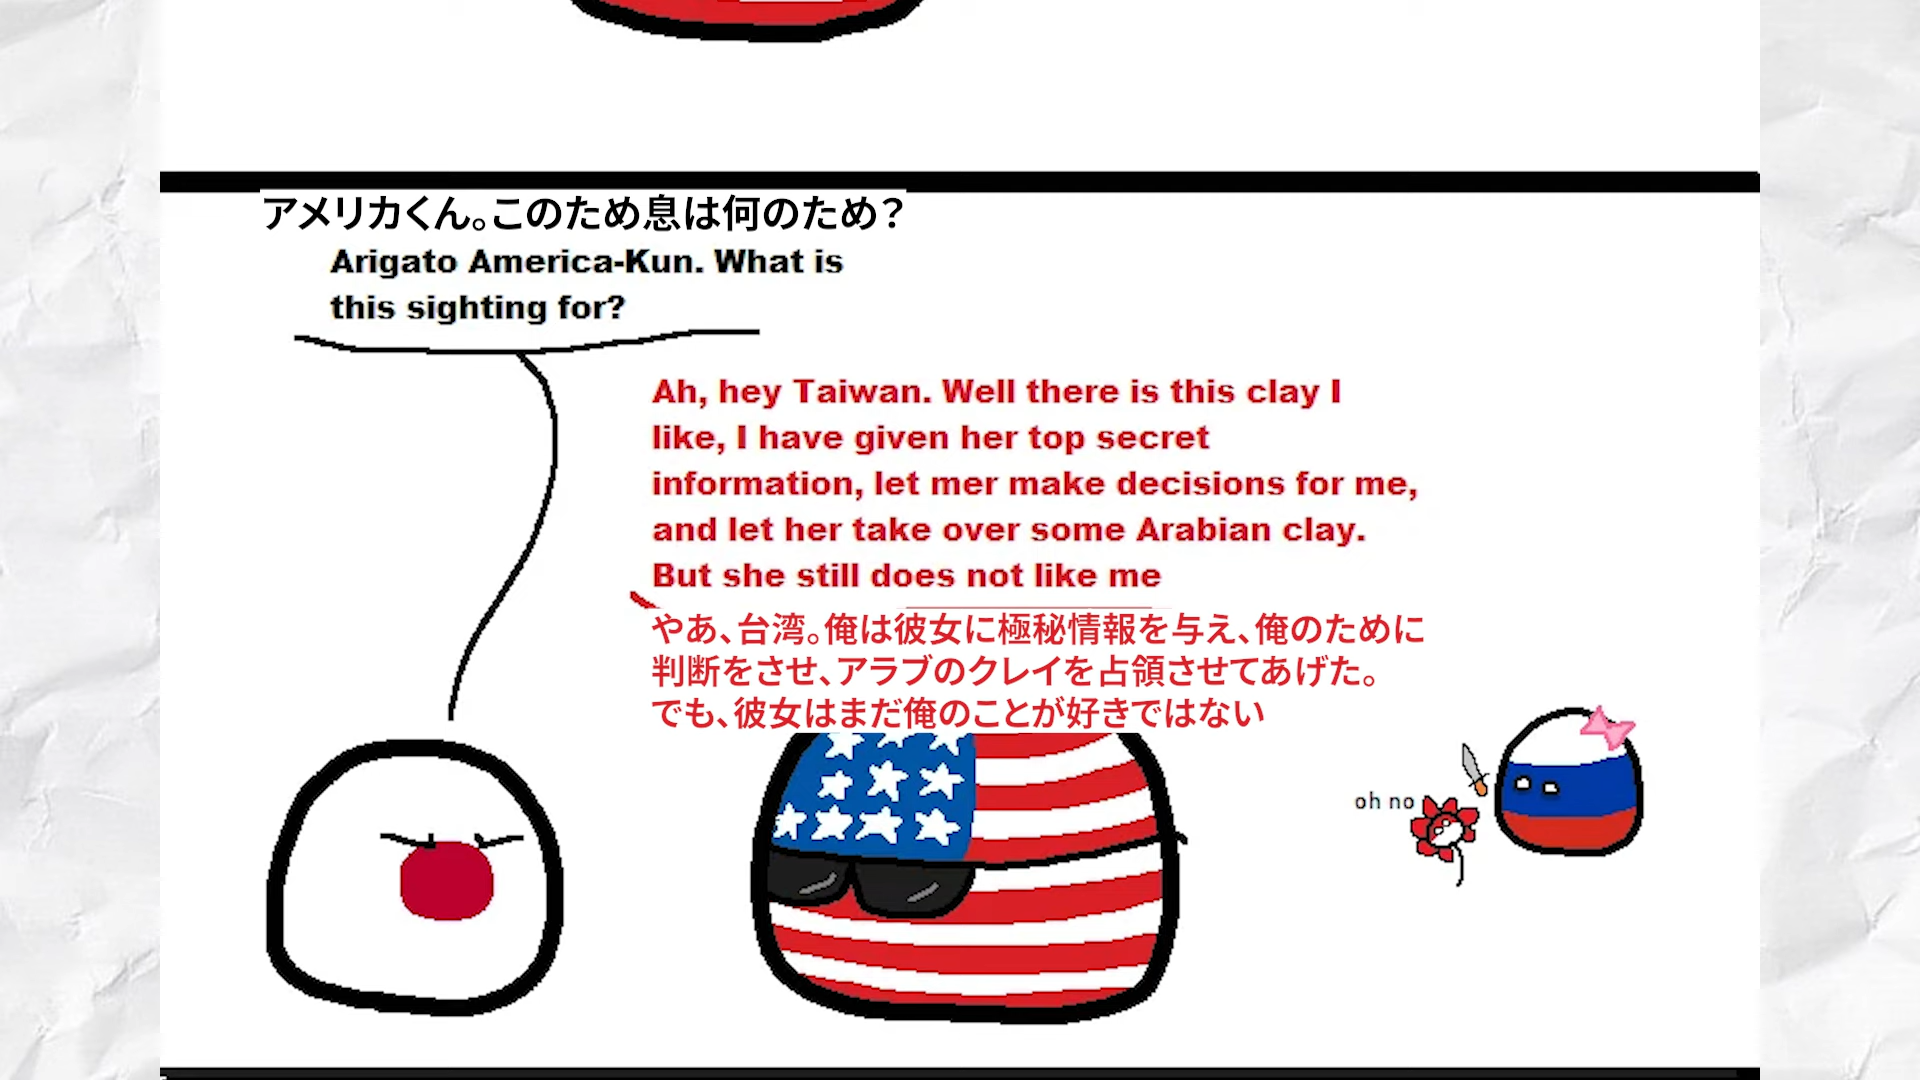 アメリカくん。このため息は何のため？
Arigato America-Kun. What is
this sighting for?
Ah, hey Taiwan. Well there is this clay I
like, I have given her top secret
information, let mer make decisions for me,
and let her take over some Arabian clay.
But she still does not like me
やあ、台湾。俺は彼女に極秘情報を与え、俺のために
判断をさせ、アラブのクレイを占領させてあげた。
でも、彼女はまだ俺のことが好きではない
oh no